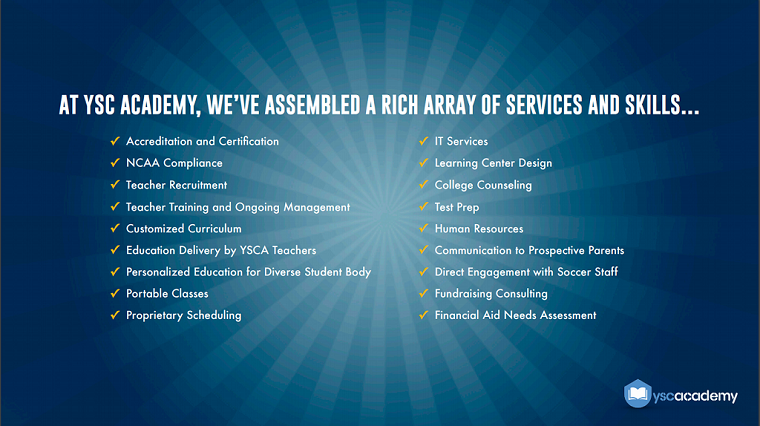 AT YSC ACADEMY, WE'VE ASSEMBLED A RICH ARRAY OF SERVICES AND SKILLS...
✓ Accreditation and Certification
✓ NCAA Compliance
✓ Teacher Recruitment
✓ Teacher Training and Ongoing Management
✓ Customized Curriculum
✓ Education Delivery by YSCA Teachers
✓ Personalized Education for Diverse Student Body
✓ Portable Classes
✓ Proprietary Scheduling
✓ IT Services
✓ Learning Center Design
✓ College Counseling
✓ Test Prep
✓ Human Resources
✓ Communication to Prospective Parents
✓ Direct Engagement with Soccer Staff
✓ Fundraising Consulting
✓ Financial Aid Needs Assessment
yscacademy